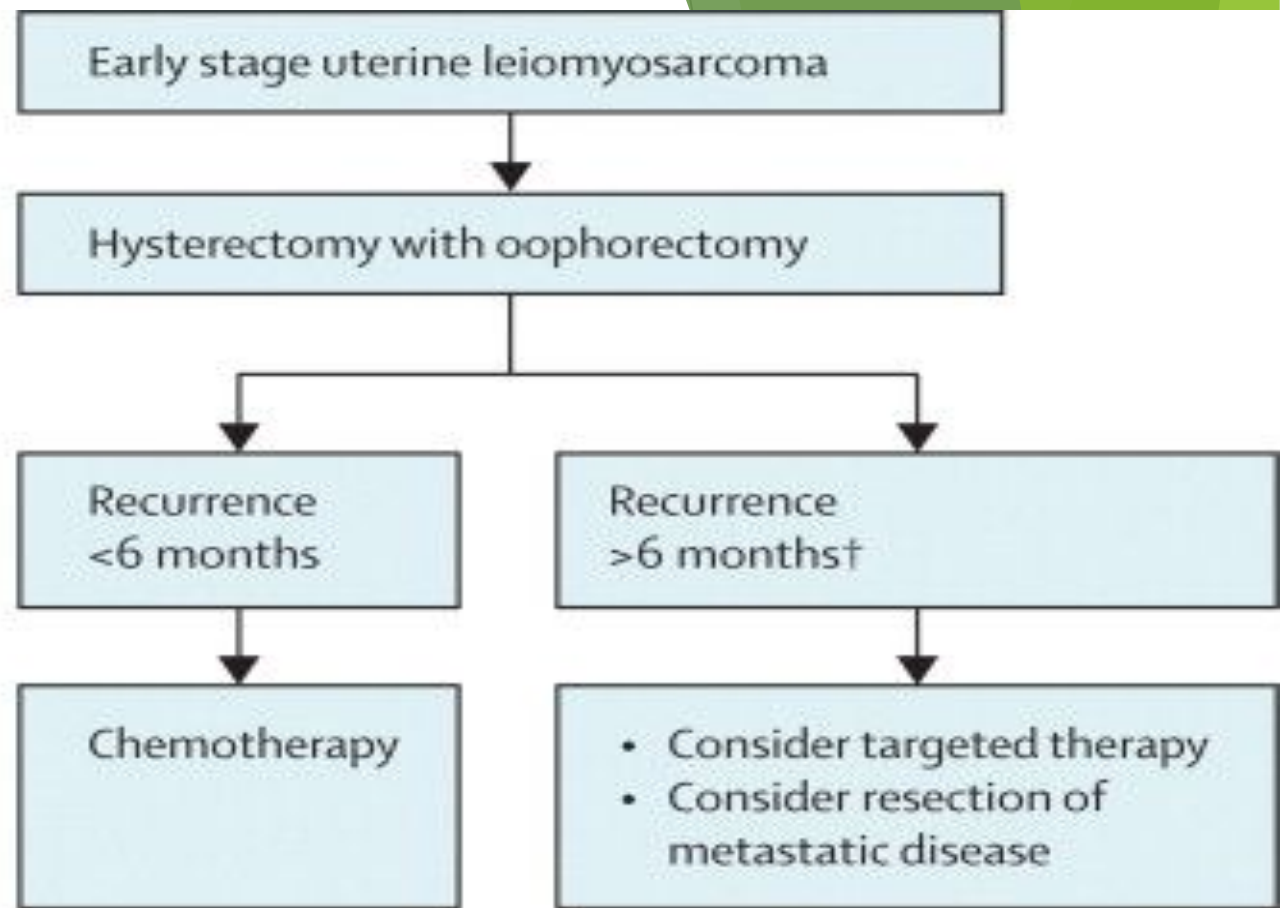 Early stage uterine leiomyosarcoma
Hysterectomy with oophorectomy
Recurrence
<6 months
Recurrence
>6 months†
Chemotherapy
• Consider targeted therapy
• Consider resection of
metastatic disease